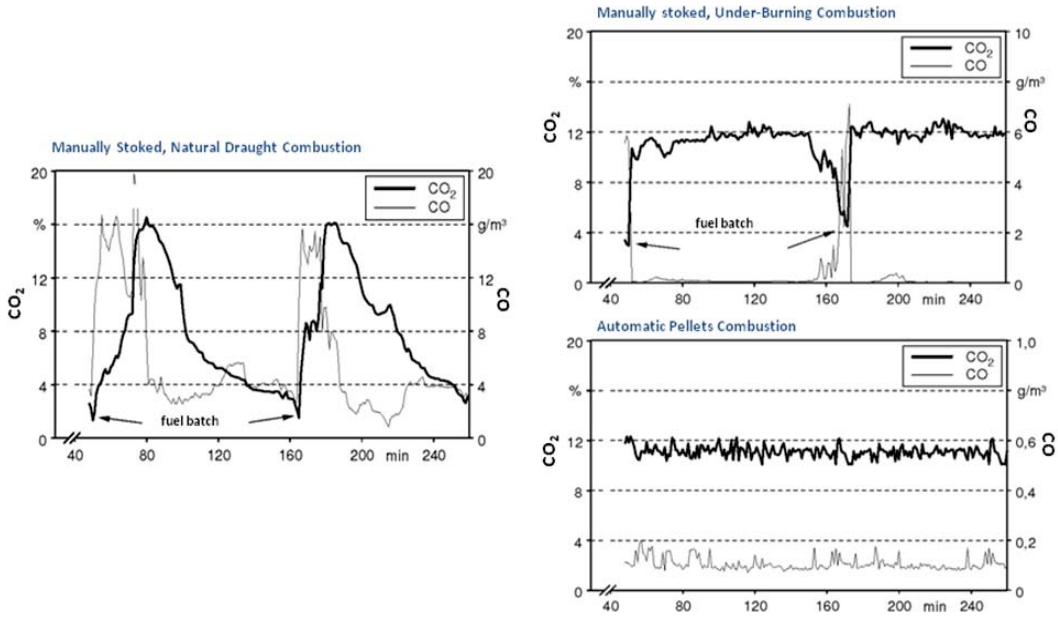 Manually Stoked, Natural Draught Combustion
20
%
12
8
4
0
CO₂
CO₂
CO
20
g/m³
12
8
4
0
CO
fuel batch
40
80
120
160
200
min
240
Manually stoked, Under-Burning Combustion
20
%
12
8
4
0
CO₂
CO₂
CO
10
g/m³
6
4
2
0
CO
fuel batch
40
80
120
160
200
min
240
Automatic Pellets Combustion
20
%
12
8
4
0
CO₂
CO₂
CO
1,0
g/m³
0,6
0,4
0,2
0
CO
40
80
120
160
200
min
240